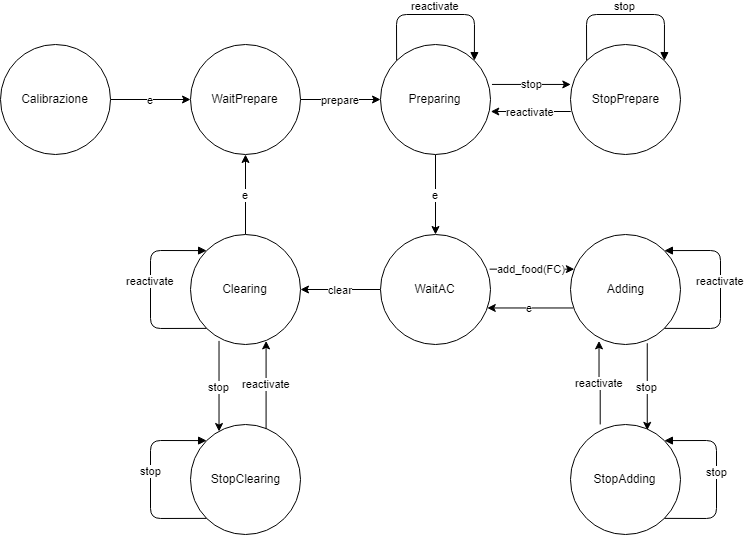 reactivate
stop
Calibrazione
e
WaitPrepare
prepare
Preparing
stop
reactivate
StopPrepare
e
e
reactivate
Clearing
clear
WaitAC
add_food(FC)
e
Adding
reactivate
stop
reactivate
reactivate
stop
stop
StopClearing
StopAdding
stop